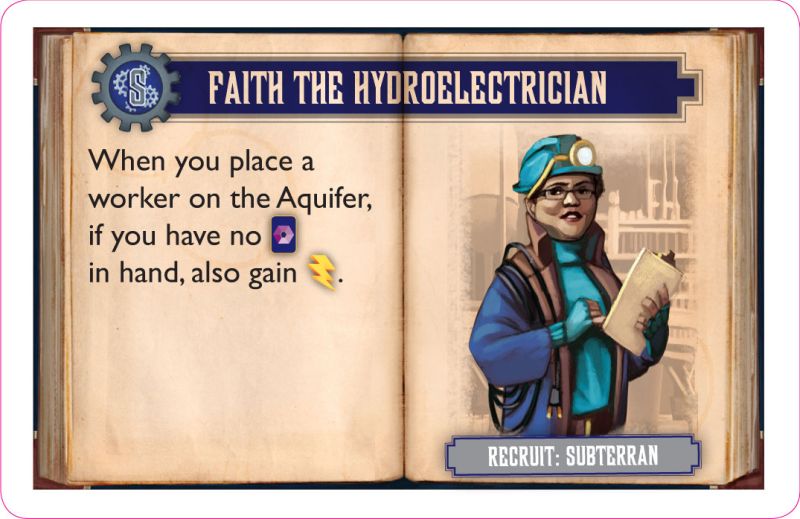 S
FAITH THE HYDROELECTRICIAN
When you place a
worker on the Aquifer,
if you have no
in hand, also gain .
RECRUIT: SUBTERRAN